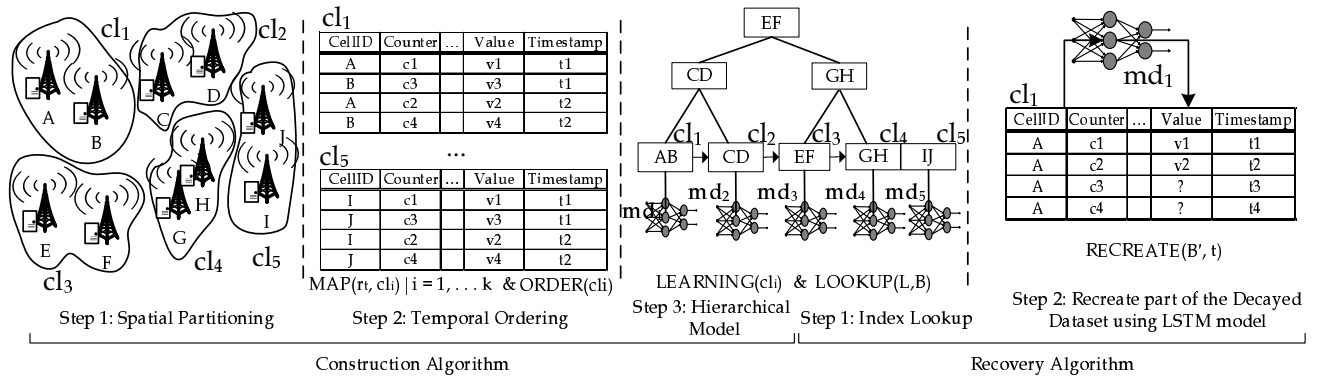 cl1
cl2
A
B
C
D
E
F
G
H
I
J
cl3
cl4
cl5
Step 1: Spatial Partitioning
cl1
CellID Counter ... Value Timestamp
A c1 v1 t1
B c3 v3 t1
A c2 v2 t2
B c4 v4 t2
...
cl5
CellID Counter ... Value Timestamp
I c1 v1 t1
J c3 v3 t1
I c2 v2 t2
J c4 v4 t2
MAP(rt, cli) | i = 1, . . . k & ORDER(cli)
Step 2: Temporal Ordering
EF
CD GH
cl1 cl2 cl3 cl4 cl5
AB CD EF GH IJ
md2 md3 md4 md5
LEARNING(cli) & LOOKUP(L,B)
Step 3: Hierarchical
Model
Step 1: Index Lookup
md1
cl1
CellID Counter ... Value Timestamp
A c1 v1 t1
A c2 v2 t2
A c3 ? t3
A c4 ? t4
RECREATE(B′, t)
Step 2: Recreate part of the Decayed
Dataset using LSTM model
Construction Algorithm
Recovery Algorithm